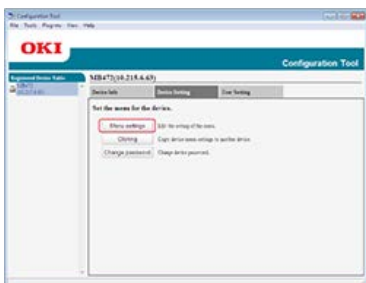 Configuration Tool
File Tools Plug-ins View Help
OKI
Configuration Tool
Registered Device Table
MB472(10.215.4.63)
MB472
Device Info Device Setting User Setting
Set the menu for the device.
Menu settings Edit the setting of the menu.
Cloning Copy device menu settings to another device.
Change password Change device password.